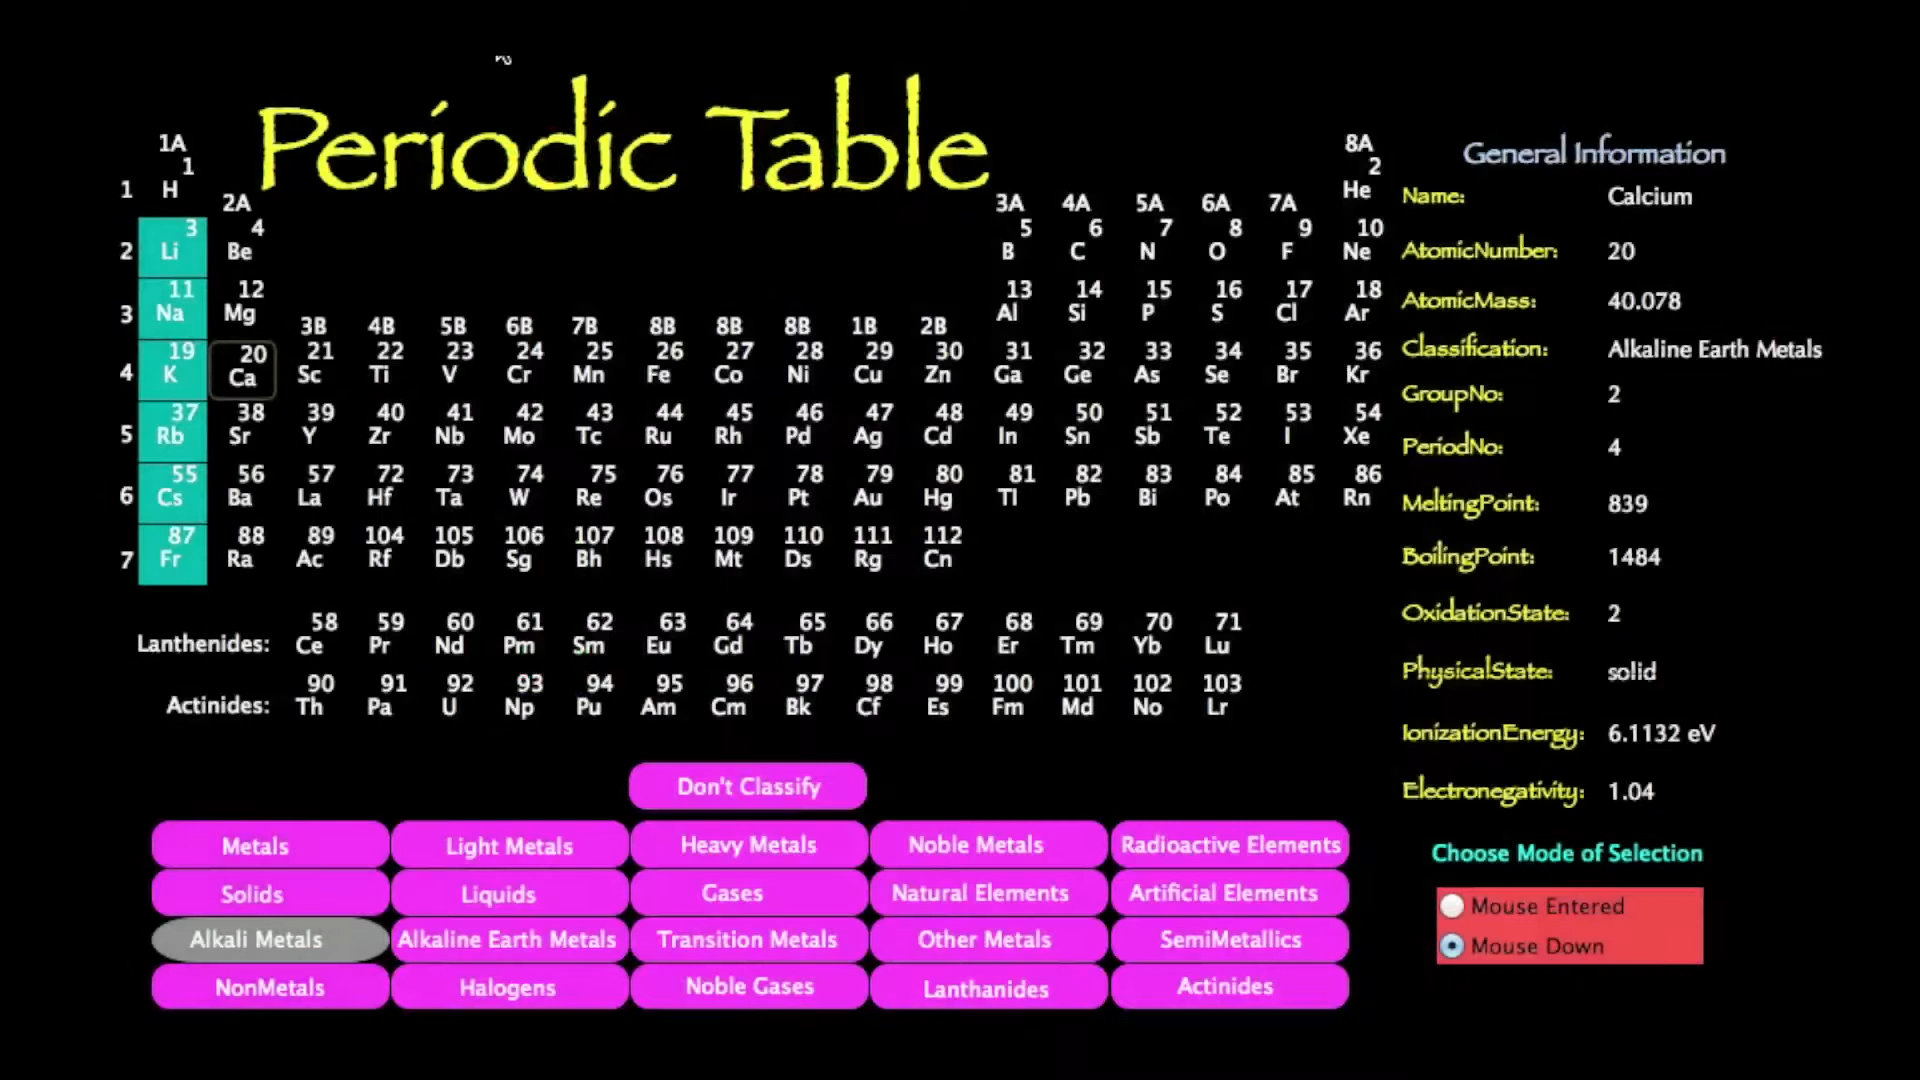 Periodic Table
1A 8A
1 2
1 H He
2A 3A 4A 5A 6A 7A
3 4 5 6 7 8 9 10
2 Li Be B C N O F Ne
11 12 13 14 15 16 17 18
3 Na Mg Al Si P S Cl Ar
3B 4B 5B 6B 7B 8B 8B 8B 1B 2B
19 20 21 22 23 24 25 26 27 28 29 30 31 32 33 34 35 36
4 K Ca Sc Ti V Cr Mn Fe Co Ni Cu Zn Ga Ge As Se Br Kr
37 38 39 40 41 42 43 44 45 46 47 48 49 50 51 52 53 54
5 Rb Sr Y Zr Nb Mo Tc Ru Rh Pd Ag Cd In Sn Sb Te I Xe
55 56 57 72 73 74 75 76 77 78 79 80 81 82 83 84 85 86
6 Cs Ba La Hf Ta W Re Os Ir Pt Au Hg Tl Pb Bi Po At Rn
87 88 89 104 105 106 107 108 109 110 111 112
7 Fr Ra Ac Rf Db Sg Bh Hs Mt Ds Rg Cn
58 59 60 61 62 63 64 65 66 67 68 69 70 71
Lanthenides: Ce Pr Nd Pm Sm Eu Gd Tb Dy Ho Er Tm Yb Lu
90 91 92 93 94 95 96 97 98 99 100 101 102 103
Actinides: Th Pa U Np Pu Am Cm Bk Cf Es Fm Md No Lr
Don't Classify
Metals Light Metals Heavy Metals Noble Metals Radioactive Elements
Solids Liquids Gases Natural Elements Artificial Elements
Alkali Metals Alkaline Earth Metals Transition Metals Other Metals SemiMetallics
NonMetals Halogens Noble Gases Lanthanides Actinides
General Information
Name: Calcium
AtomicNumber: 20
AtomicMass: 40.078
Classification: Alkaline Earth Metals
GroupNo: 2
PeriodNo: 4
MeltingPoint: 839
BoilingPoint: 1484
OxidationState: 2
PhysicalState: solid
IonizationEnergy: 6.1132 eV
Electronegativity: 1.04
Choose Mode of Selection
Mouse Entered
Mouse Down